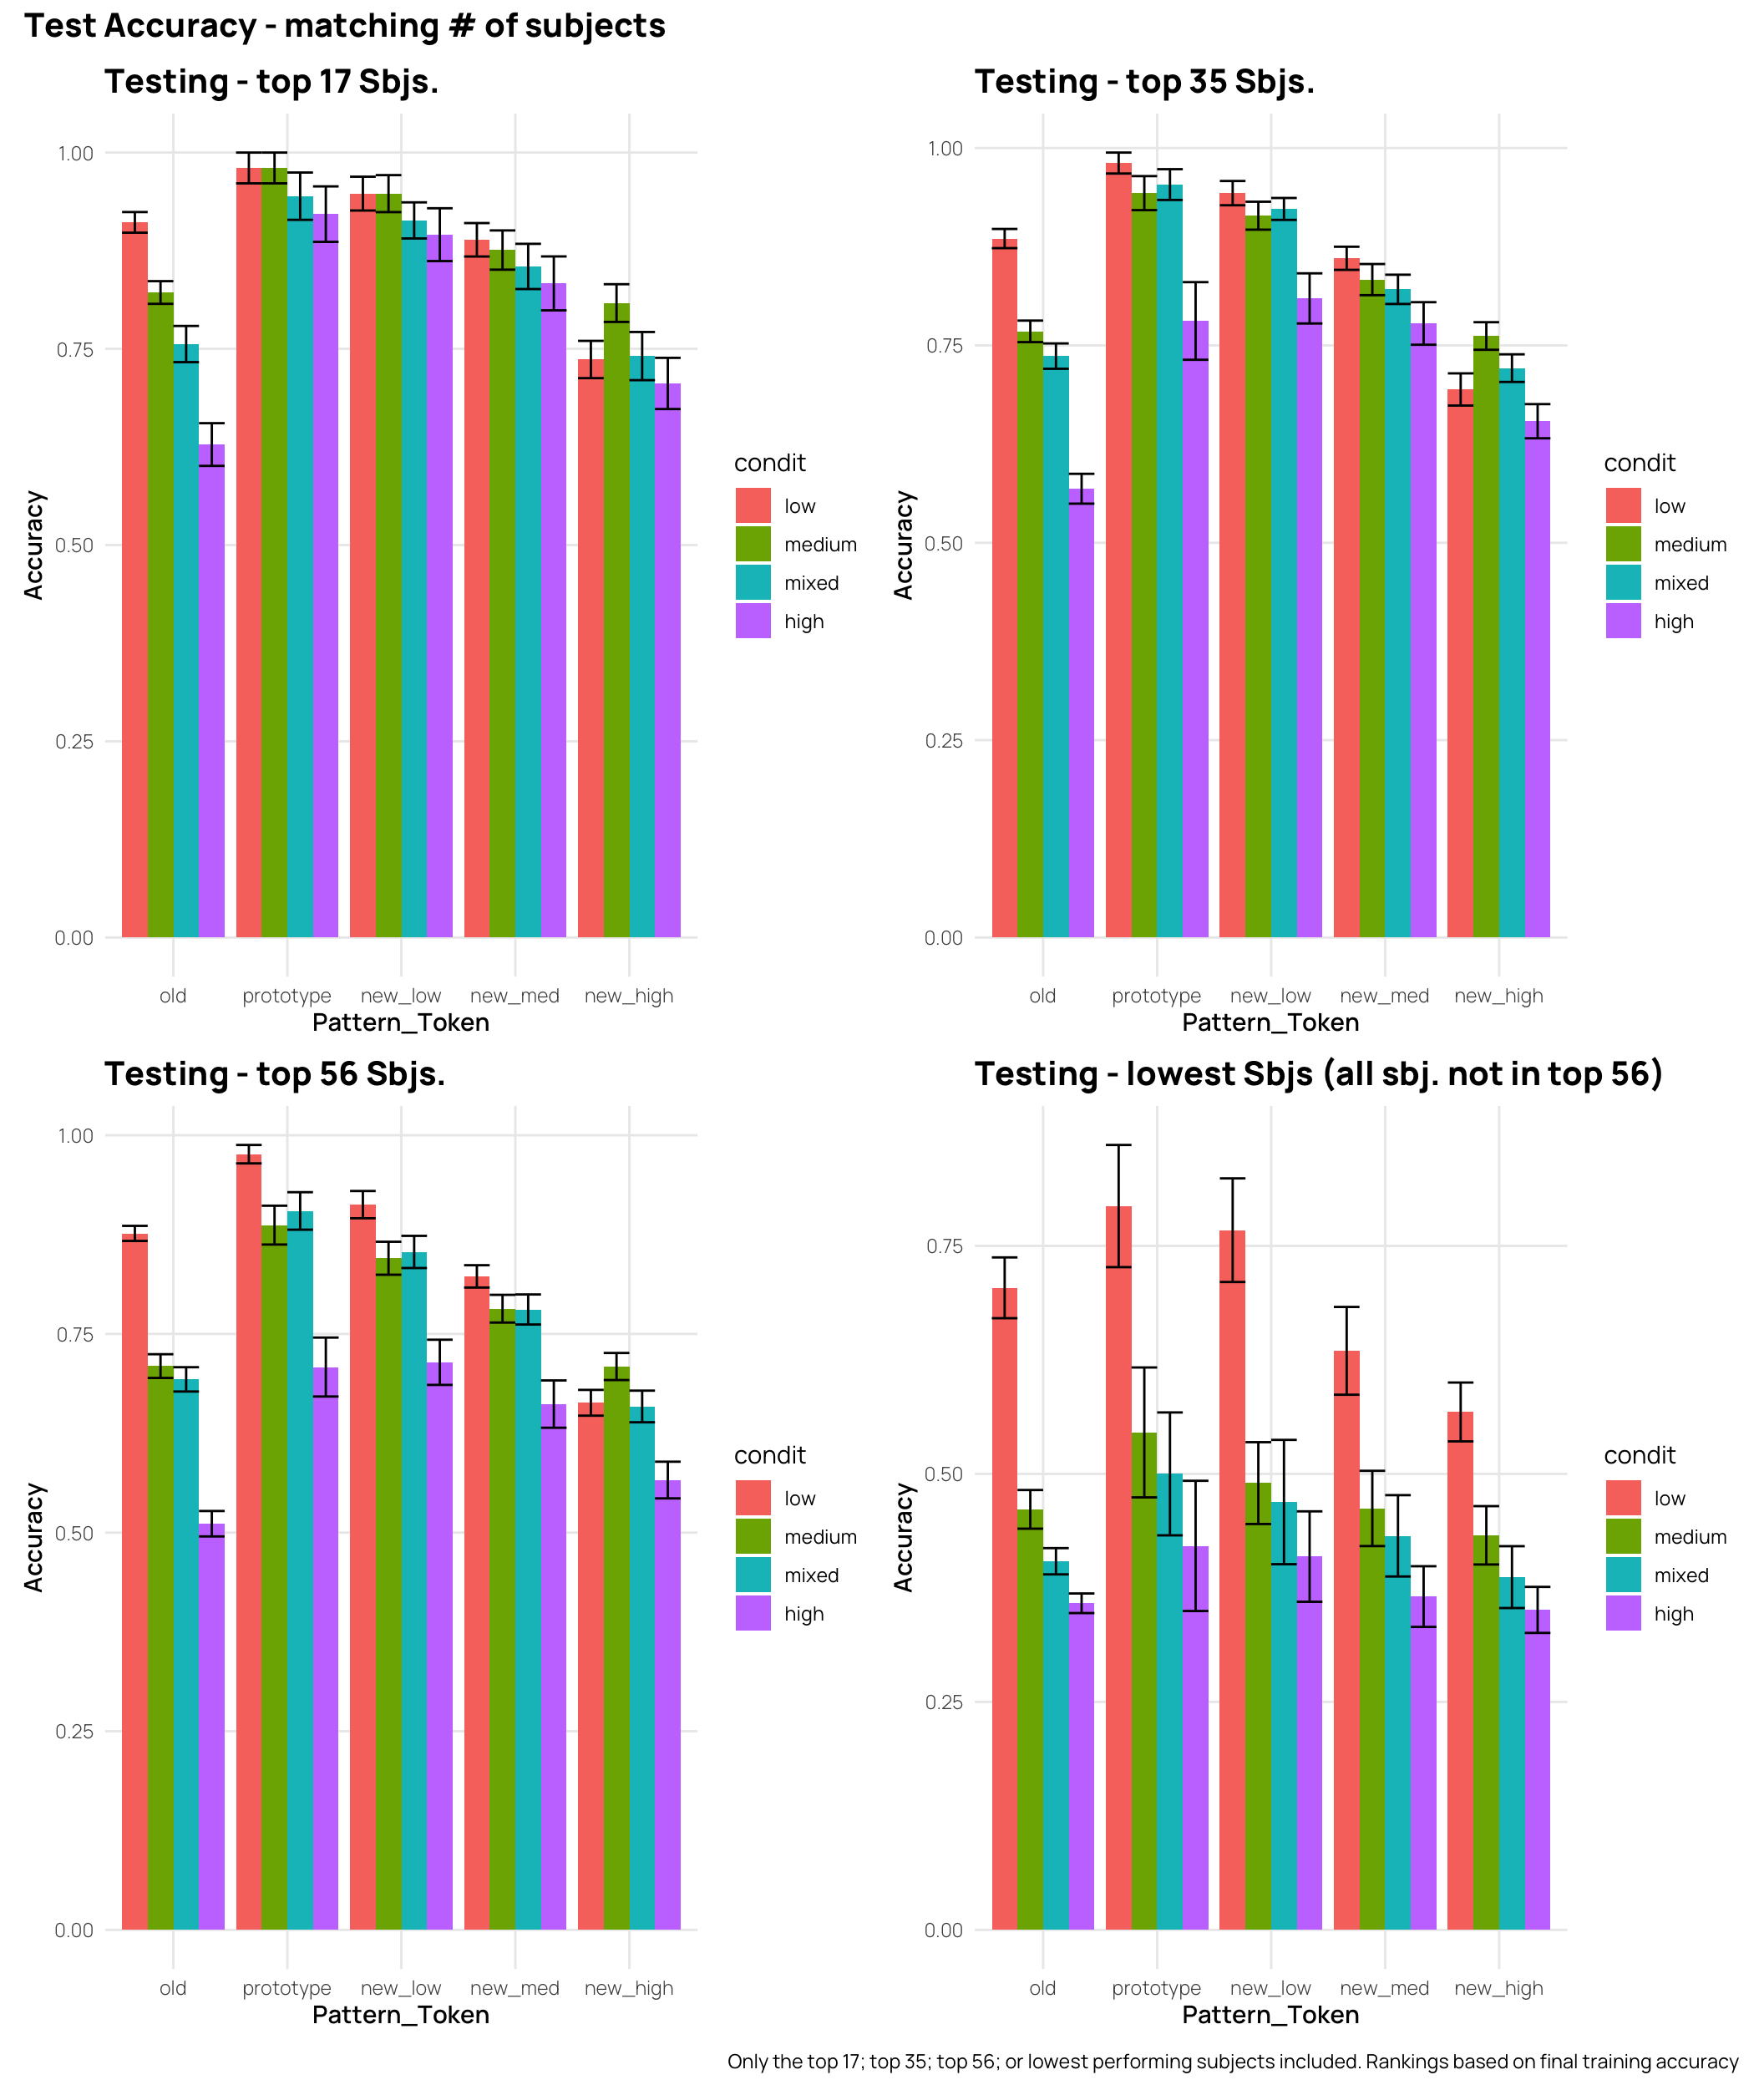 Test Accuracy - matching # of subjects
Testing - top 17 Sbjs.
1.00
0.75
0.50
0.25
0.00
Accuracy
old prototype new_low new_med new_high
Pattern_Token
condit
low
medium
mixed
high
Testing - top 35 Sbjs.
1.00
0.75
0.50
0.25
0.00
Accuracy
old prototype new_low new_med new_high
Pattern_Token
condit
low
medium
mixed
high
Testing - top 56 Sbjs.
1.00
0.75
0.50
0.25
0.00
Accuracy
old prototype new_low new_med new_high
Pattern_Token
condit
low
medium
mixed
high
Testing - lowest Sbjs (all sbj. not in top 56)
0.75
0.50
0.25
0.00
Accuracy
old prototype new_low new_med new_high
Pattern_Token
condit
low
medium
mixed
high
Only the top 17; top 35; top 56; or lowest performing subjects included. Rankings based on final training accuracy